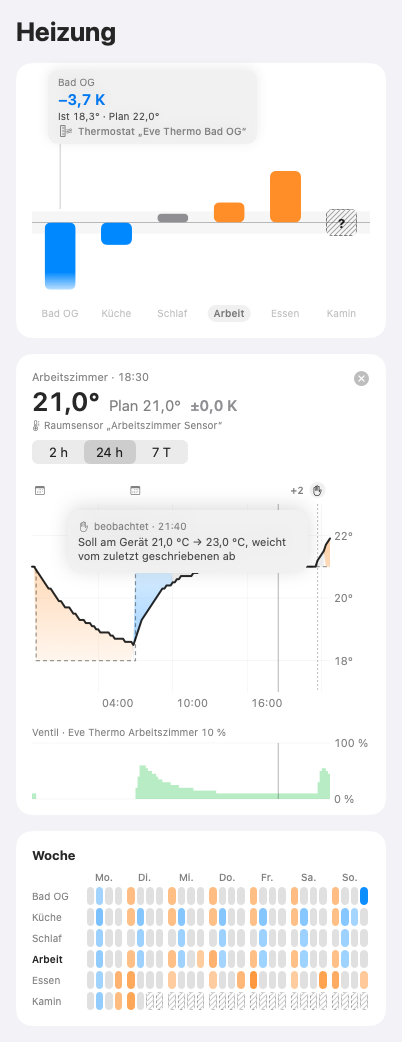 Heizung
Bad OG
−3,7 K
Ist 18,3° · Plan 22,0°
Thermostat „Eve Thermo Bad OG“
?
Bad OG Küche Schlaf Arbeit Essen Kamin
Arbeitszimmer · 18:30
21,0° Plan 21,0° ±0,0 K
Raumsensor „Arbeitszimmer Sensor“
2 h 24 h 7 T
+2
beobachtet · 21:40
Soll am Gerät 21,0 °C → 23,0 °C, weicht
vom zuletzt geschriebenen ab
22°
20°
18°
04:00 10:00 16:00
Ventil · Eve Thermo Arbeitszimmer 10 %
100 %
0 %
Woche
Mo. Di. Mi. Do. Fr. Sa. So.
Bad OG
Küche
Schlaf
Arbeit
Essen
Kamin